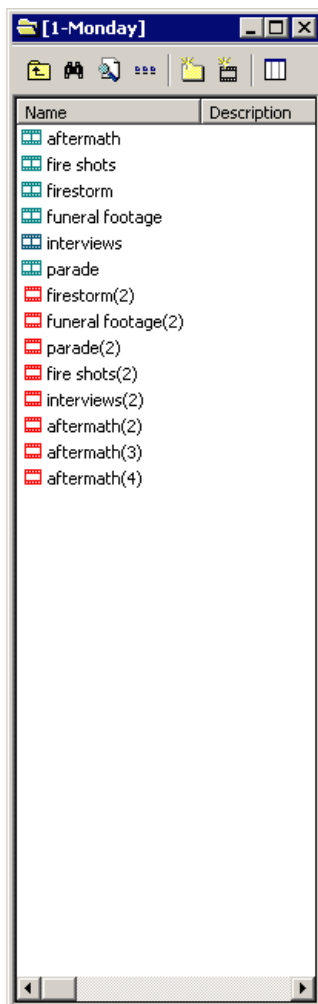 [1-Monday]
Name Description
aftermath
fire shots
firestorm
funeral footage
interviews
parade
firestorm(2)
funeral footage(2)
parade(2)
fire shots(2)
interviews(2)
aftermath(2)
aftermath(3)
aftermath(4)